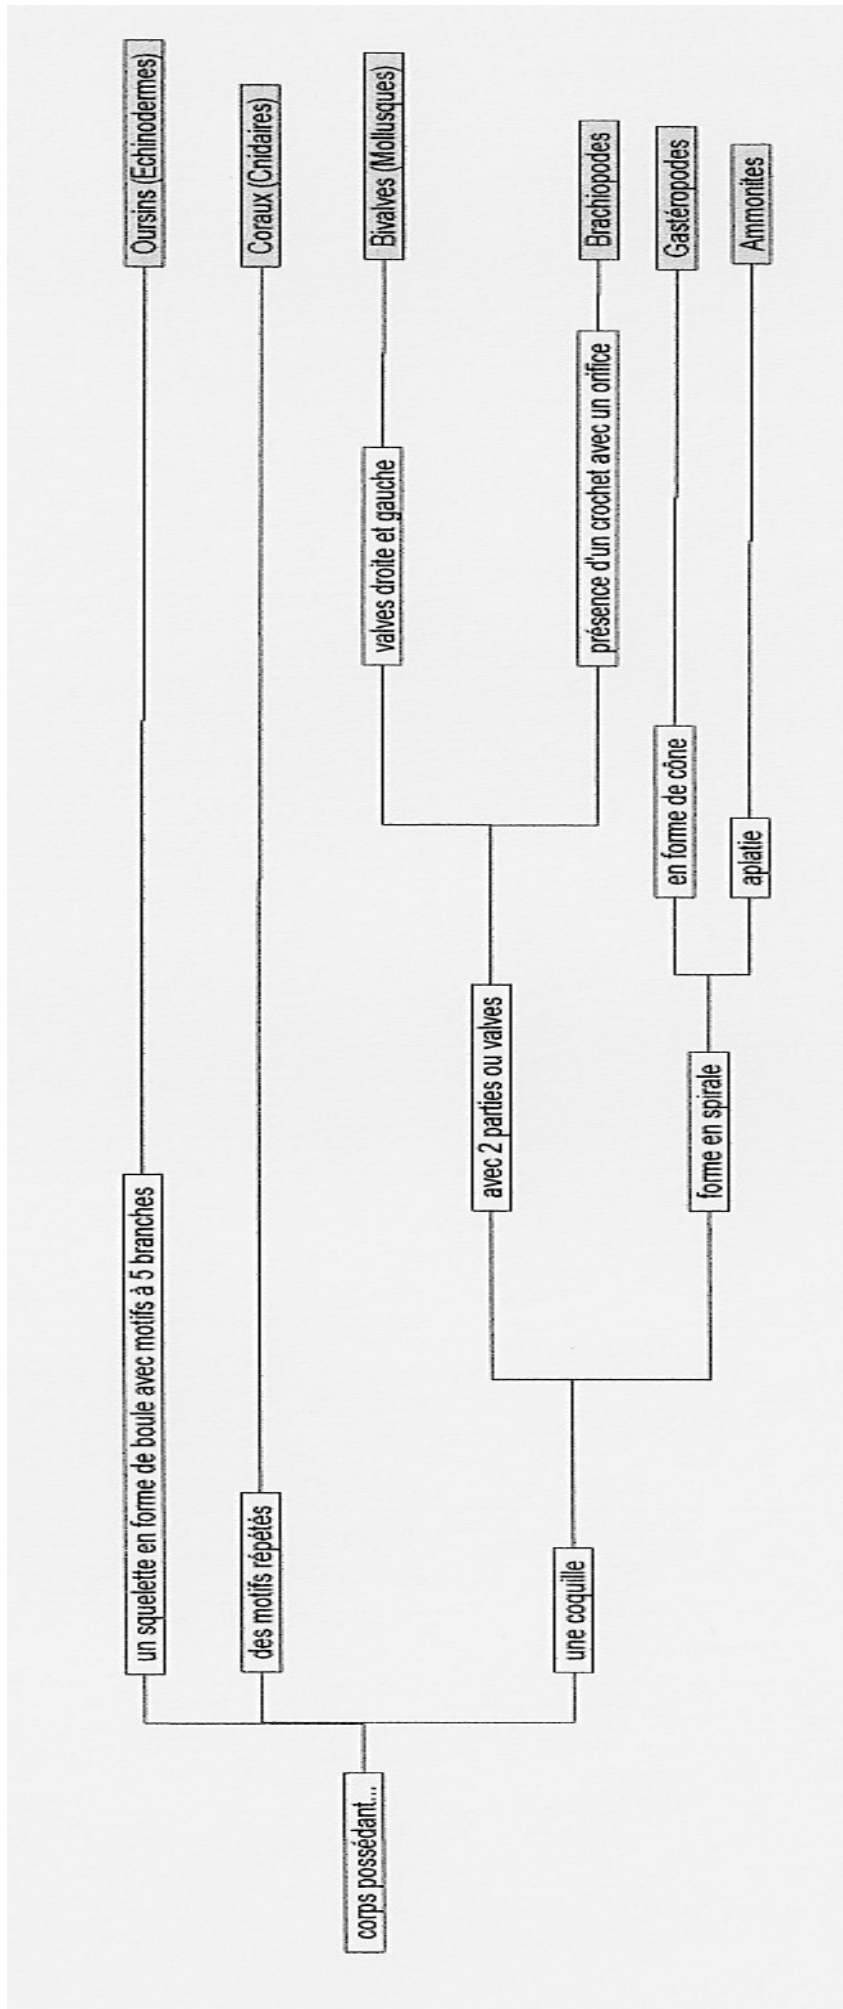 corps possédant...
un squelette en forme de boule avec motifs à 5 branches
Oursins (Echinodermes)
des motifs répétés
Coraux (Cnidaires)
une coquille
avec 2 parties ou valves
valves droite et gauche
Bivalves (Mollusques)
présence d'un crochet avec un orifice
Brachiopodes
forme en spirale
en forme de cône
Gastéropodes
aplatie
Ammonites